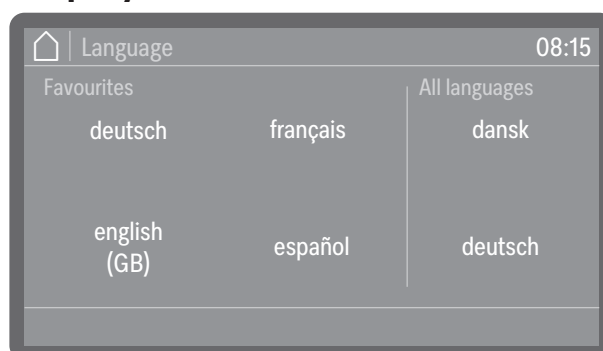 Language 08:15
Favourites All languages
deutsch français dansk
english
(GB) español deutsch